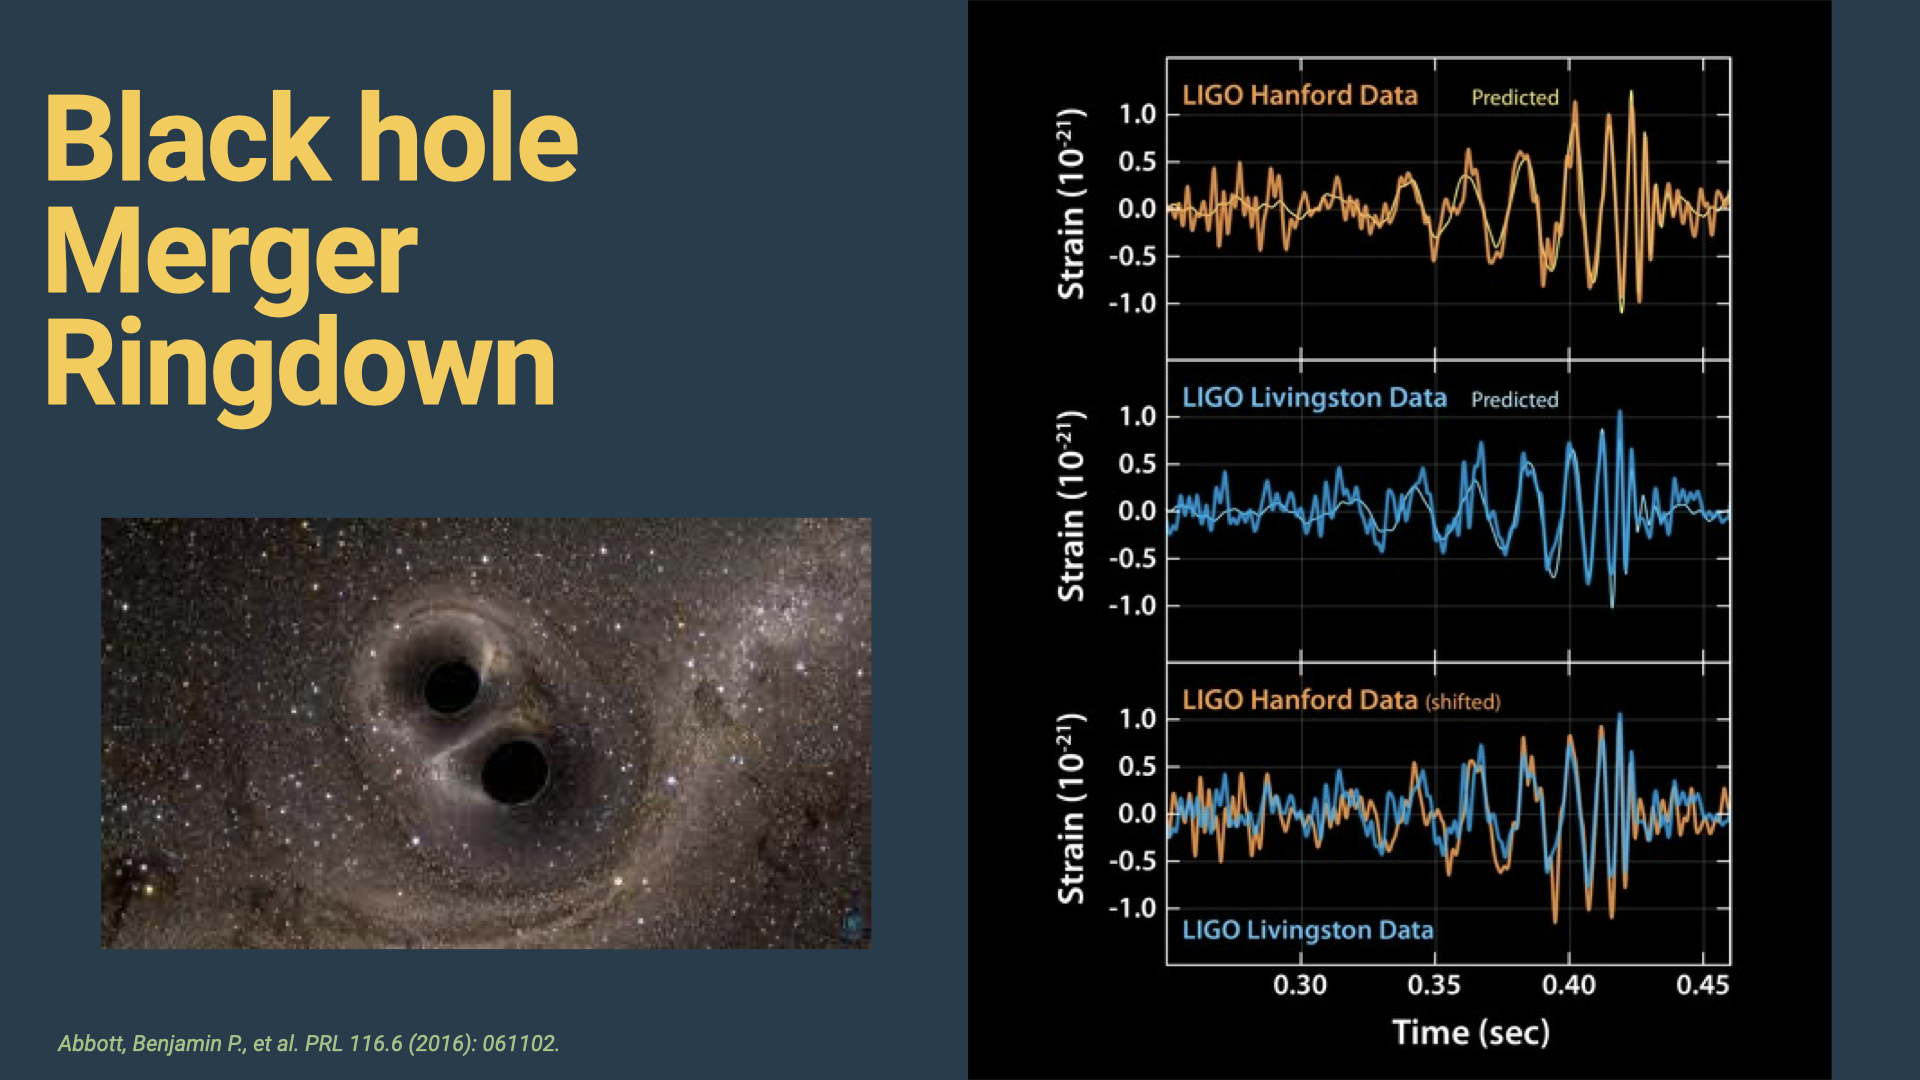 Black hole
Merger
Ringdown
Abbott, Benjamin P., et al. PRL 116.6 (2016): 061102.
LIGO Hanford Data Predicted
Strain (10⁻²¹)
1.0
0.5
0.0
-0.5
-1.0
LIGO Livingston Data Predicted
Strain (10⁻²¹)
1.0
0.5
0.0
-0.5
-1.0
LIGO Hanford Data (shifted)
Strain (10⁻²¹)
1.0
0.5
0.0
-0.5
-1.0
LIGO Livingston Data
0.30 0.35 0.40 0.45
Time (sec)